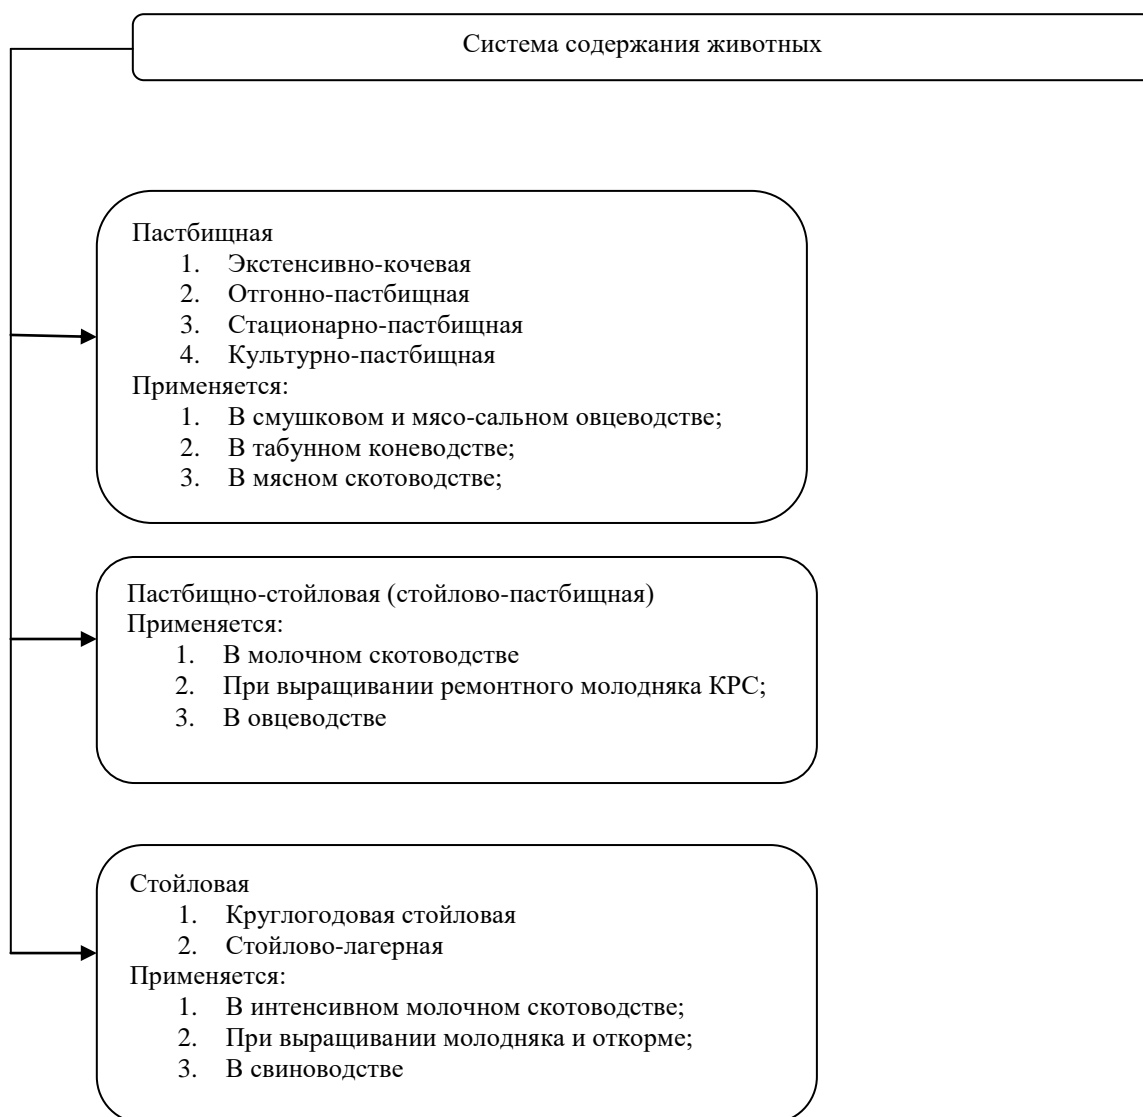 Система содержания животных
Пастбищная
1. Экстенсивно-кочевая
2. Отгонно-пастбищная
3. Стационарно-пастбищная
4. Культурно-пастбищная
Применяется:
1. В смушковом и мясо-сальном овцеводстве;
2. В табунном коневодстве;
3. В мясном скотоводстве;
Пастбищно-стойловая (стойлово-пастбищная)
Применяется:
1. В молочном скотоводстве
2. При выращивании ремонтного молодняка КРС;
3. В овцеводстве
Стойловая
1. Круглогодовая стойловая
2. Стойлово-лагерная
Применяется:
1. В интенсивном молочном скотоводстве;
2. При выращивании молодняка и откорме;
3. В свиноводстве